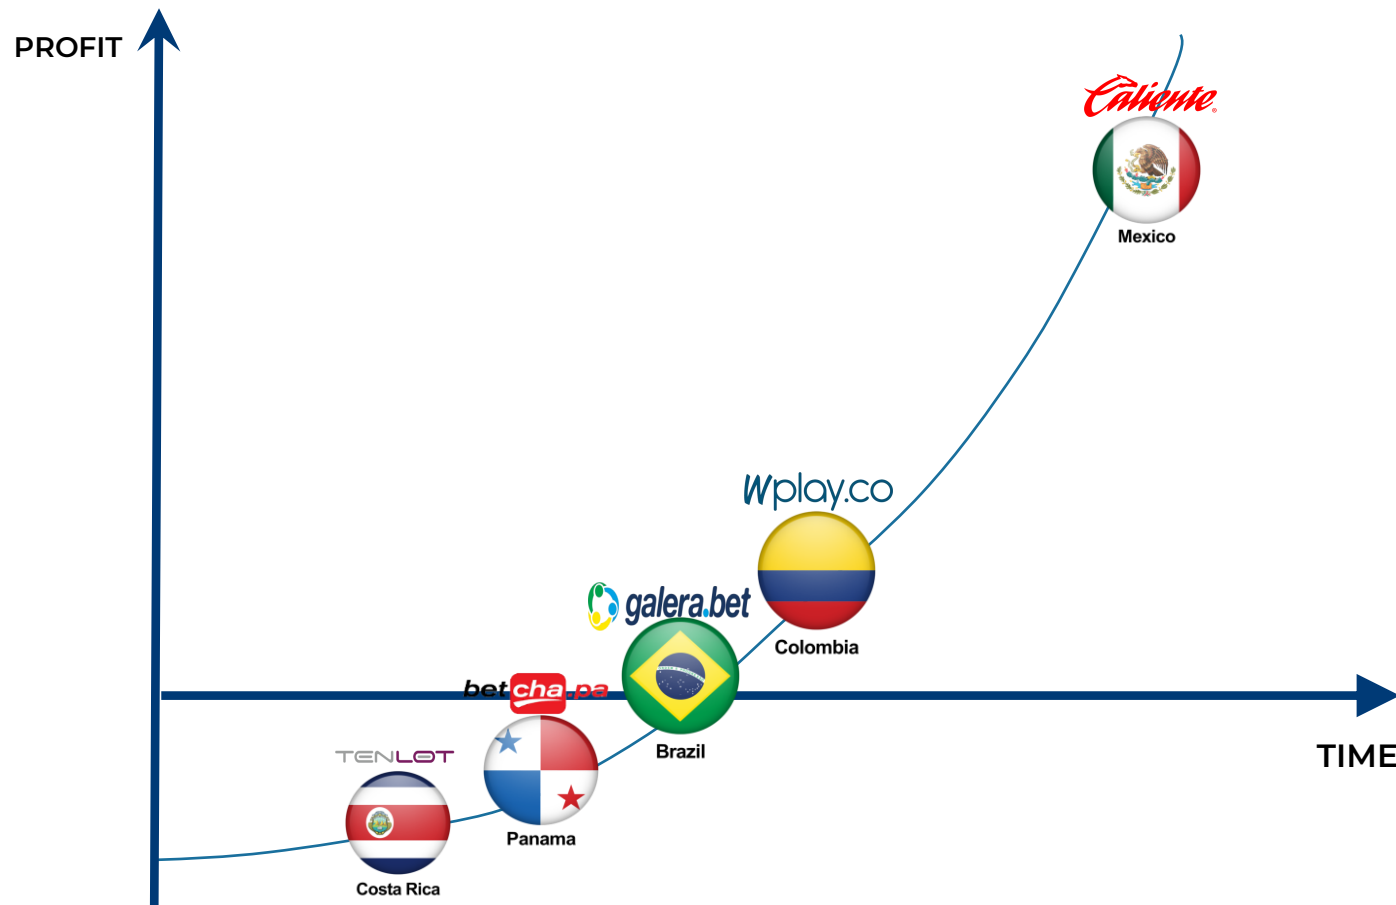 PROFIT
Caliente®
Mexico
Wplay.co
Colombia
galera.bet
Brazil
betcha.pa
Panama
TENLOT
Costa Rica
TIME